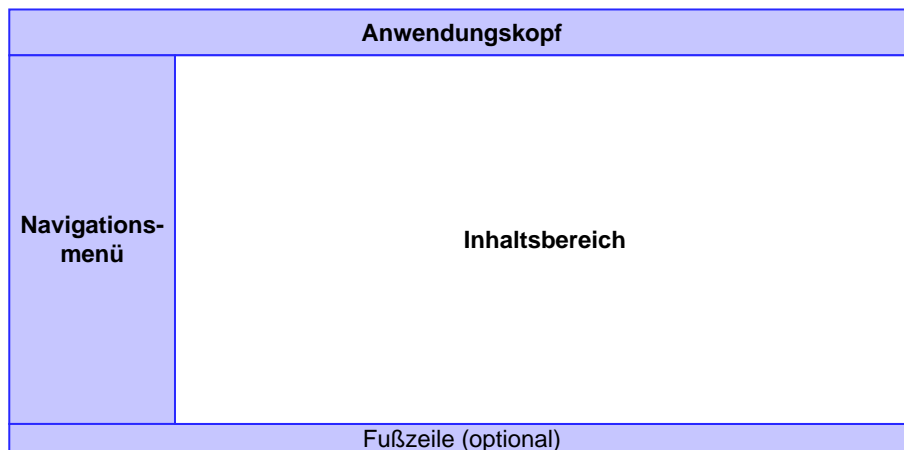 Anwendungskopf
Navigations-
menü
Inhaltsbereich
Fußzeile (optional)